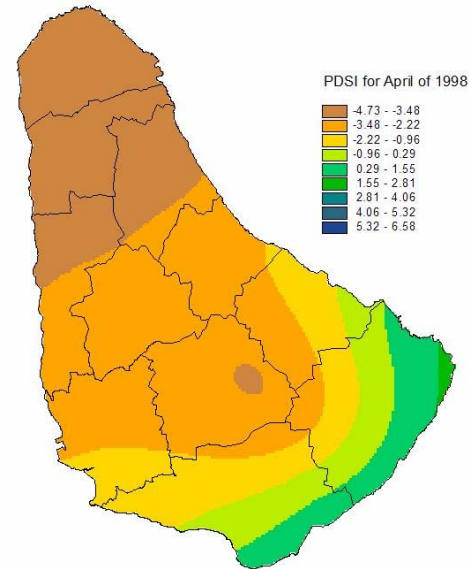 PDSI for April of 1998
-4.73 - -3.48
-3.48 - -2.22
-2.22 - -0.96
-0.96 - 0.29
0.29 - 1.55
1.55 - 2.81
2.81 - 4.06
4.06 - 5.32
5.32 - 6.58